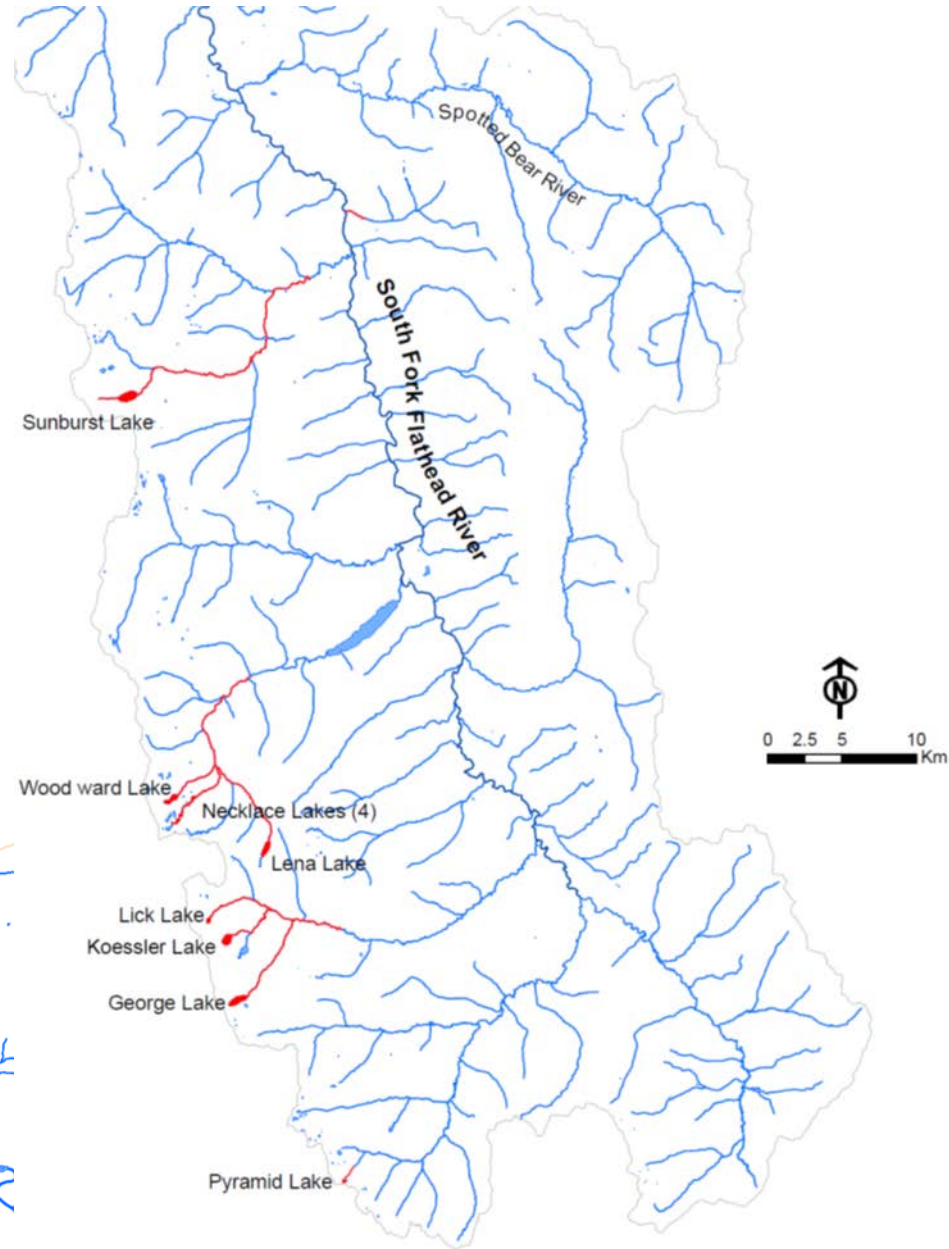 Spotted Bear River
South Fork Flathead River
Sunburst Lake
N
0 2.5 5 10
Km
Wood ward Lake
Necklace Lakes (4)
Lena Lake
Lick Lake
Koessler Lake
George Lake
Pyramid Lake